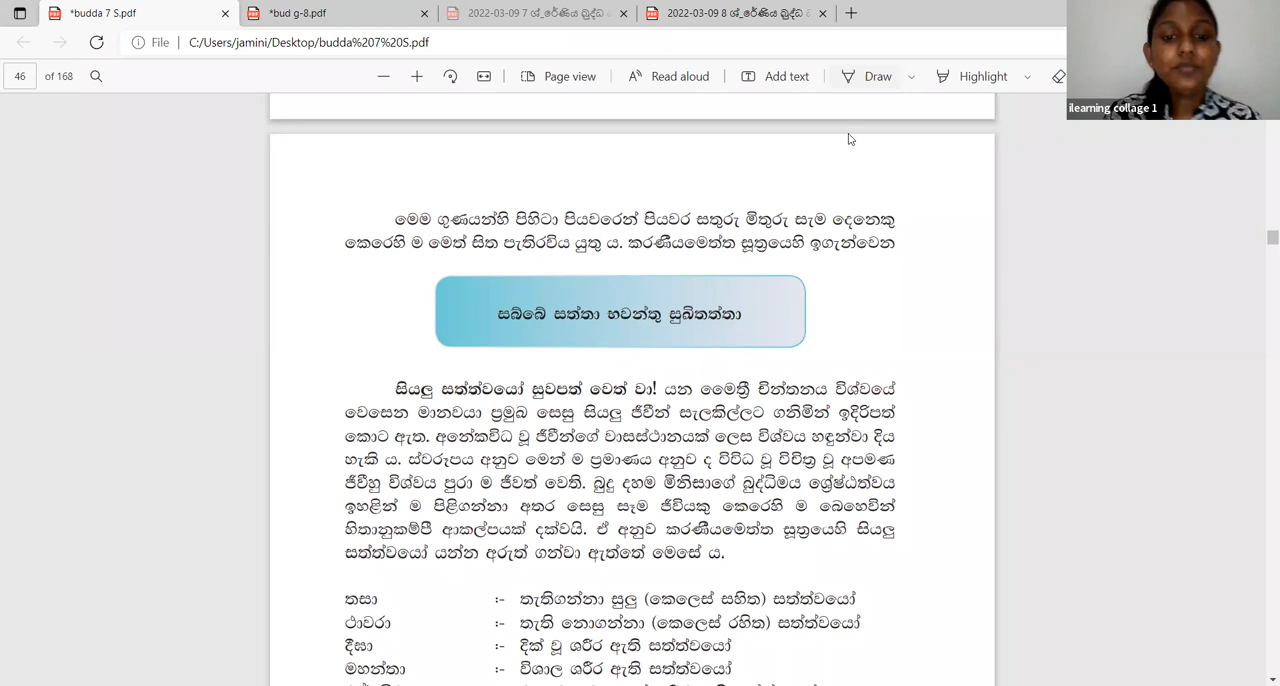 *budda 7 S.pdf
*bud g-8.pdf
2022-03-09 7 ශ්‍රේණිය බුද්ධ
2022-03-09 8 ශ්‍රේණිය බුද්ධ
File
C:/Users/jamini/Desktop/budda%207%20S.pdf
46 of 168
Page view
Read aloud
Add text
Draw
Highlight
ilearning collage 1
මෙම ගුණයන්හි පිහිටා පියවරෙන් පියවර සතුරු මිතුරු සැම දෙනෙකු
කෙරෙහි ම මෙත් සිත පැතිරවිය යුතු ය. කරණීයමෙත්ත සූත්‍රයෙහි ඉගැන්වෙන
සබ්බේ සත්තා භවන්තු සුඛිතත්තා
සියලු සත්ත්වයෝ සුවපත් වෙත් වා! යන මෛත්‍රී චින්තනය විශ්වයේ
වෙසෙන මානවයා ප්‍රමුඛ සෙසු සියලු ජීවීන් සැලකිල්ලට ගනිමින් ඉදිරිපත්
කොට ඇත. අනේකවිධ වූ ජීවීන්ගේ වාසස්ථානයක් ලෙස විශ්වය හඳුන්වා දිය
හැකි ය. ස්වරූපය අනුව මෙන් ම ප්‍රමාණය අනුව ද විවිධ වූ විචිත්‍ර වූ අපමණ
ජීවීහු විශ්වය පුරා ම ජීවත් වෙති. බුදු දහම මිනිසාගේ බුද්ධිමය ශ්‍රේෂ්ඨත්වය
ඉහළින් ම පිළිගන්නා අතර සෙසු සෑම ජීවියකු කෙරෙහි ම බෙහෙවින්
හිතානුකම්පී ආකල්පයක් දක්වයි. ඒ අනුව කරණීයමෙත්ත සූත්‍රයෙහි සියලු
සත්ත්වයෝ යන්න අරුත් ගන්වා ඇත්තේ මෙසේ ය.
තසා :- තැතිගන්නා සුලු (කෙලෙස් සහිත) සත්ත්වයෝ
ථාවරා :- තැති නොගන්නා (කෙලෙස් රහිත) සත්ත්වයෝ
දීඝා :- දික් වූ ශරීර ඇති සත්ත්වයෝ
මහන්තා :- විශාල ශරීර ඇති සත්ත්වයෝ